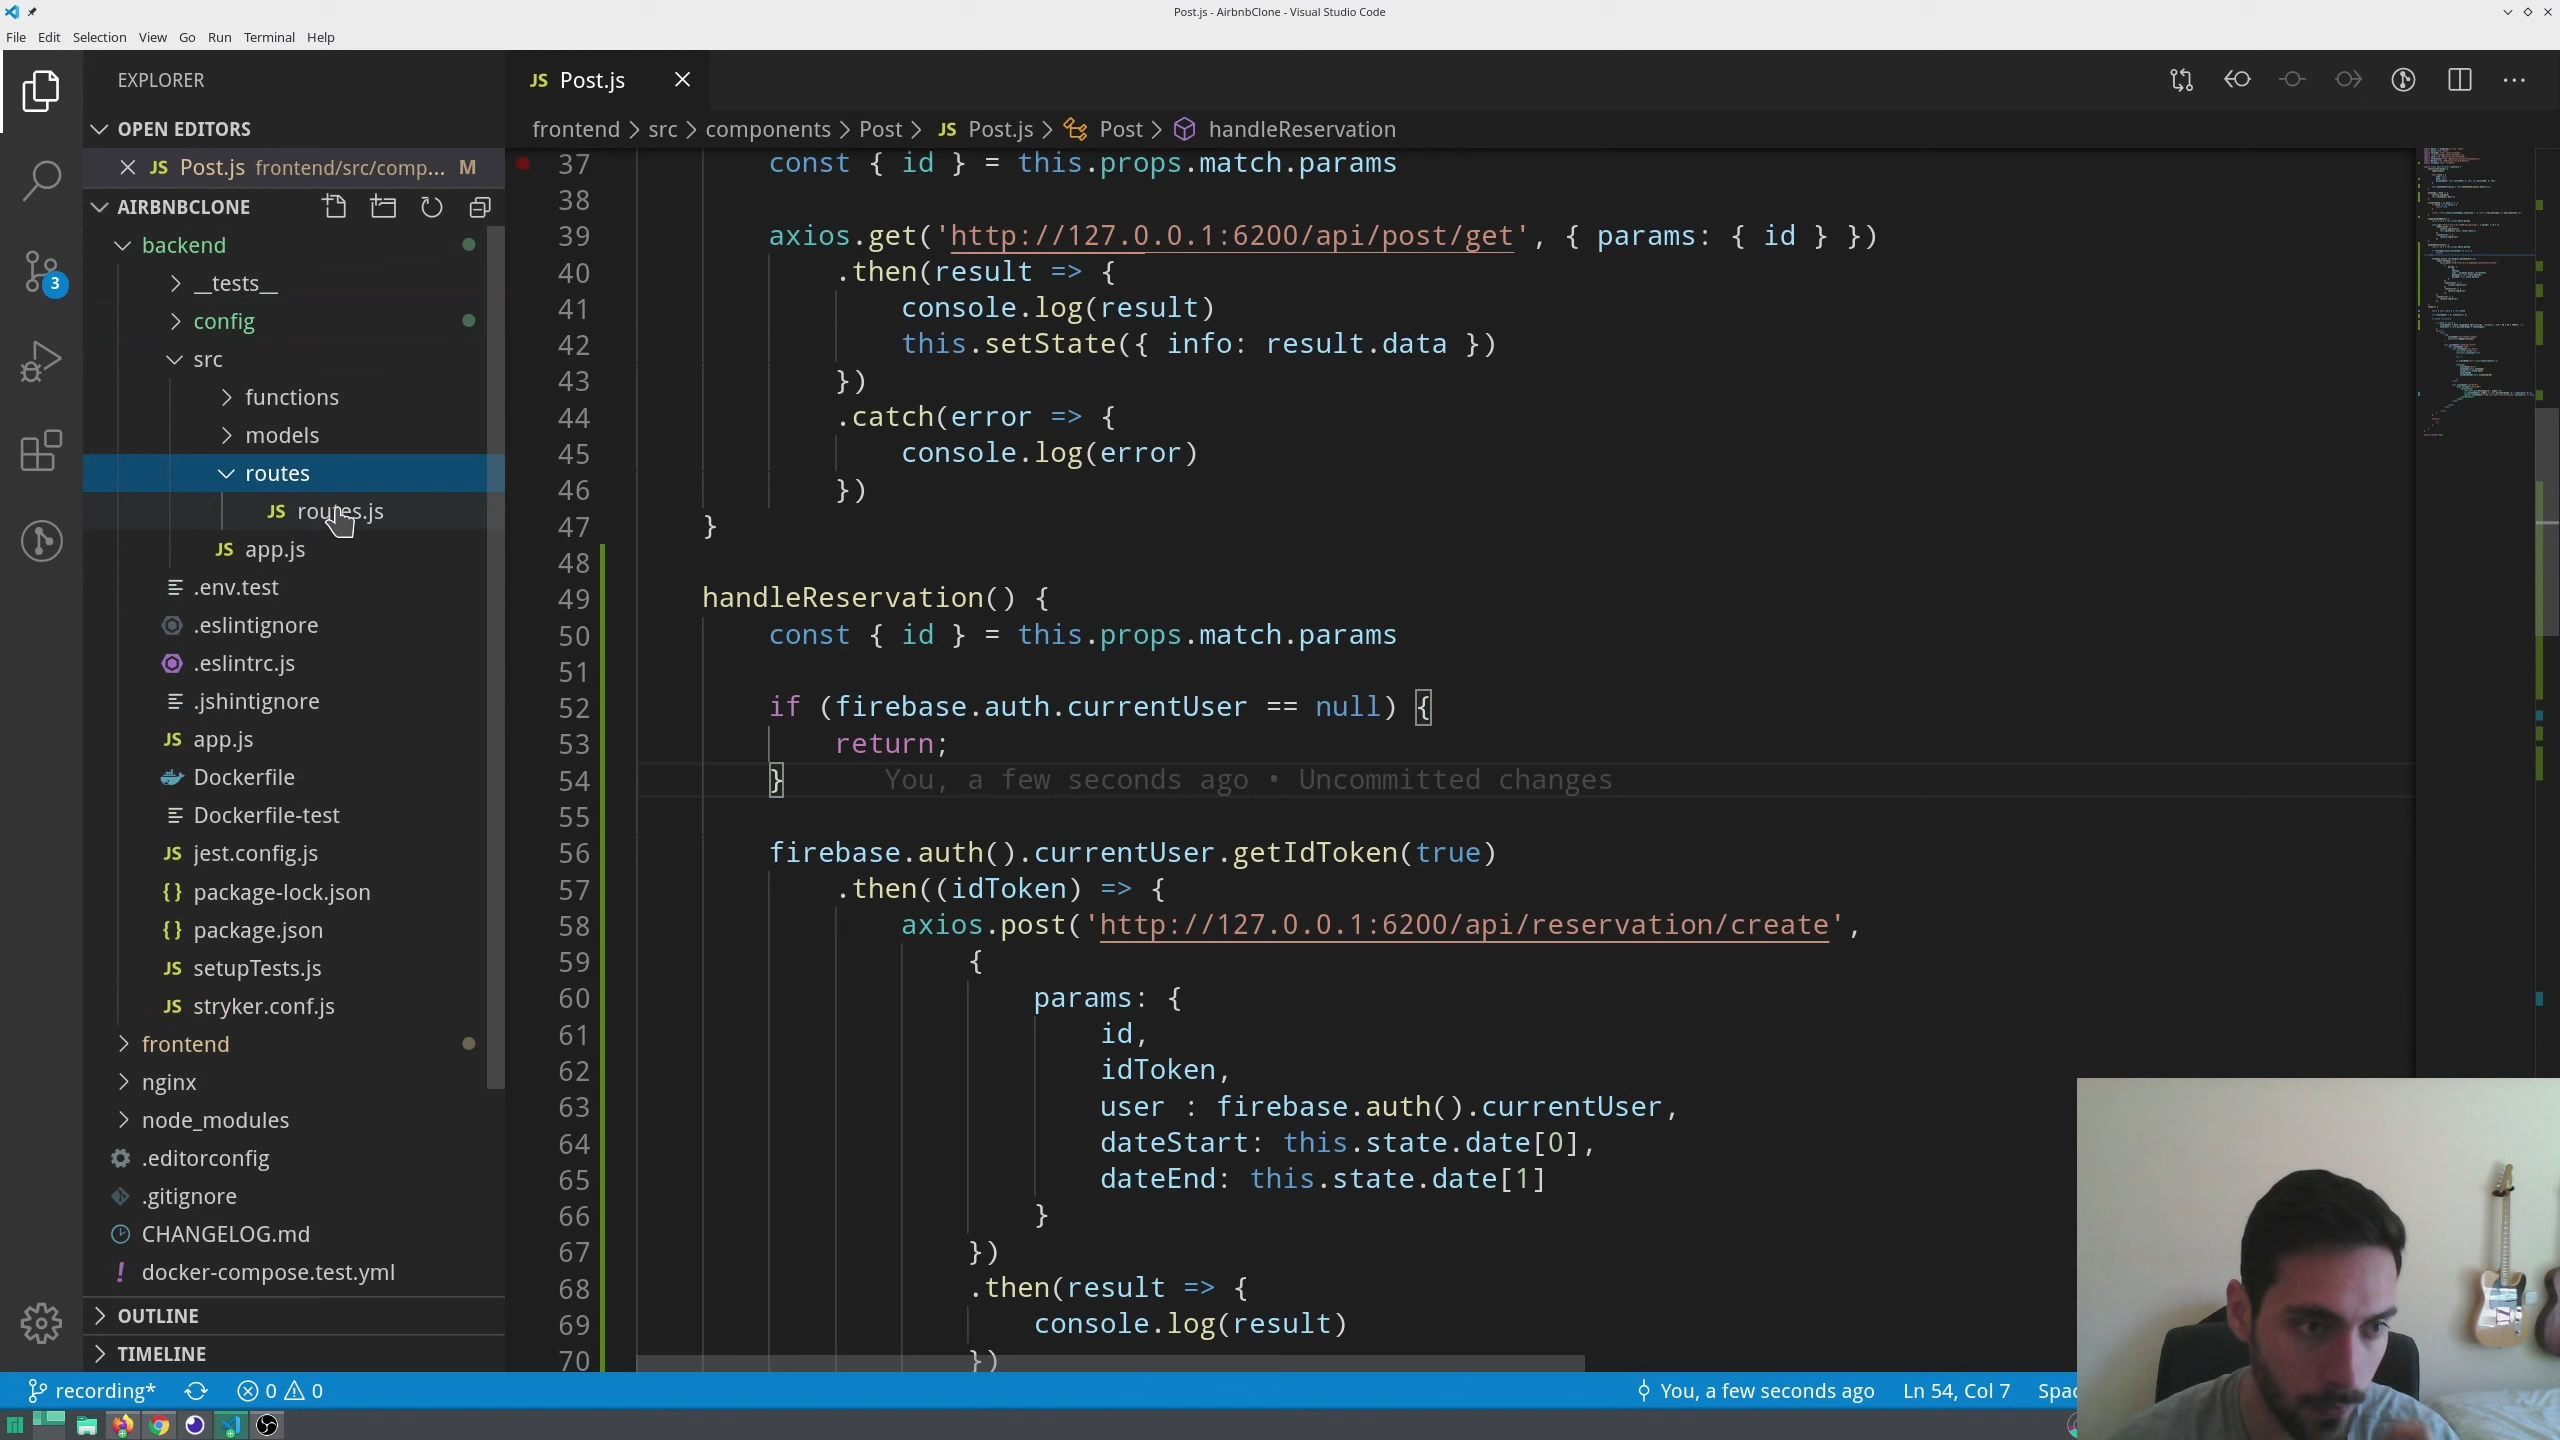 Post.js - AirbnbClone - Visual Studio Code
File Edit Selection View Go Run Terminal Help
EXPLORER
OPEN EDITORS
JS Post.js frontend/src/comp... M
AIRBNBCLONE
backend
__tests__
config
src
functions
models
routes
JS routes.js
JS app.js
.env.test
.eslintignore
.eslintrc.js
.jshintignore
JS app.js
Dockerfile
Dockerfile-test
JS jest.config.js
{} package-lock.json
{} package.json
JS setupTests.js
JS stryker.conf.js
frontend
nginx
node_modules
.editorconfig
.gitignore
CHANGELOG.md
! docker-compose.test.yml
OUTLINE
TIMELINE
3
JS Post.js
frontend > src > components > Post > JS Post.js > Post > handleReservation
37 const { id } = this.props.match.params
38
39 axios.get('http://127.0.0.1:6200/api/post/get', { params: { id } })
40 .then(result => {
41 console.log(result)
42 this.setState({ info: result.data })
43 })
44 .catch(error => {
45 console.log(error)
46 })
47 }
48
49 handleReservation() {
50 const { id } = this.props.match.params
51
52 if (firebase.auth.currentUser == null) {
53 return;
54 } You, a few seconds ago • Uncommitted changes
55
56 firebase.auth().currentUser.getIdToken(true)
57 .then((idToken) => {
58 axios.post('http://127.0.0.1:6200/api/reservation/create',
59 {
60 params: {
61 id,
62 idToken,
63 user : firebase.auth().currentUser,
64 dateStart: this.state.date[0],
65 dateEnd: this.state.date[1]
66 }
67 })
68 .then(result => {
69 console.log(result)
70 })
recording* 0 0 You, a few seconds ago Ln 54, Col 7 Spac